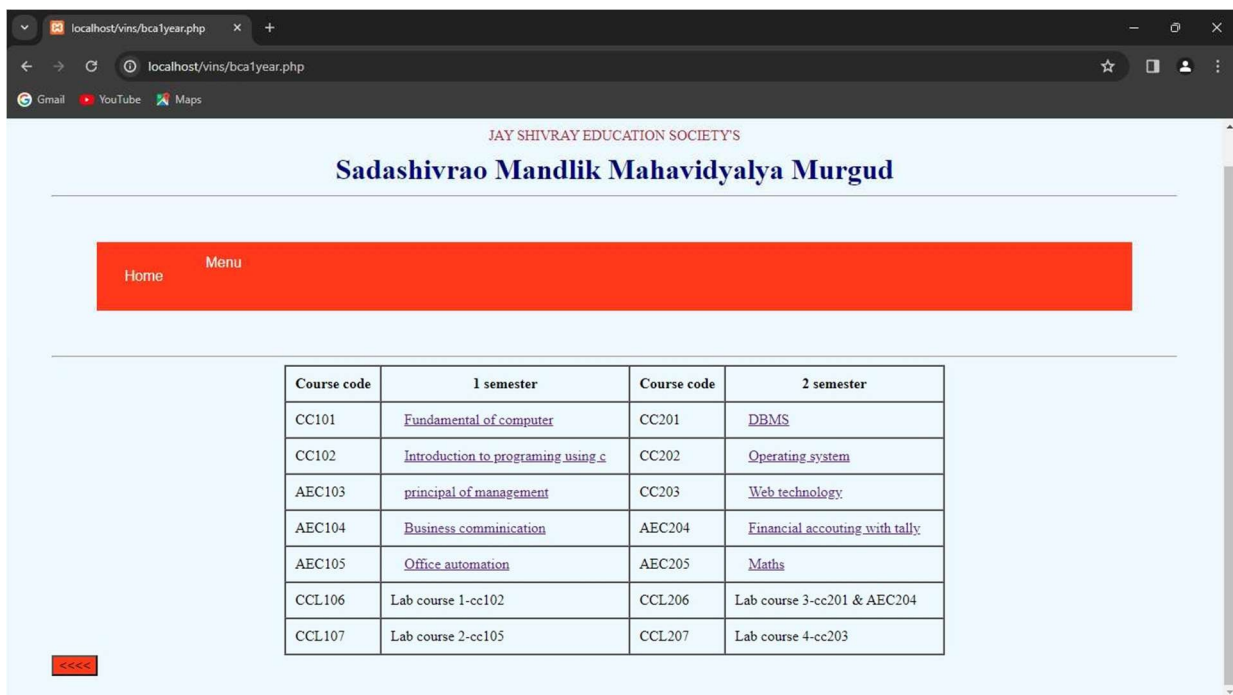 localhost/vins/bca1year.php
localhost/vins/bca1year.php
Gmail YouTube Maps
JAY SHIVRAY EDUCATION SOCIETY'S
Sadashivrao Mandlik Mahavidyalya Murgud
Home Menu
Course code 1 semester Course code 2 semester
CC101 Fundamental of computer CC201 DBMS
CC102 Introduction to programing using c CC202 Operating system
AEC103 principal of management CC203 Web technology
AEC104 Business comminication AEC204 Financial accouting with tally
AEC105 Office automation AEC205 Maths
CCL106 Lab course 1-cc102 CCL206 Lab course 3-cc201 & AEC204
CCL107 Lab course 2-cc105 CCL207 Lab course 4-cc203
<<<<